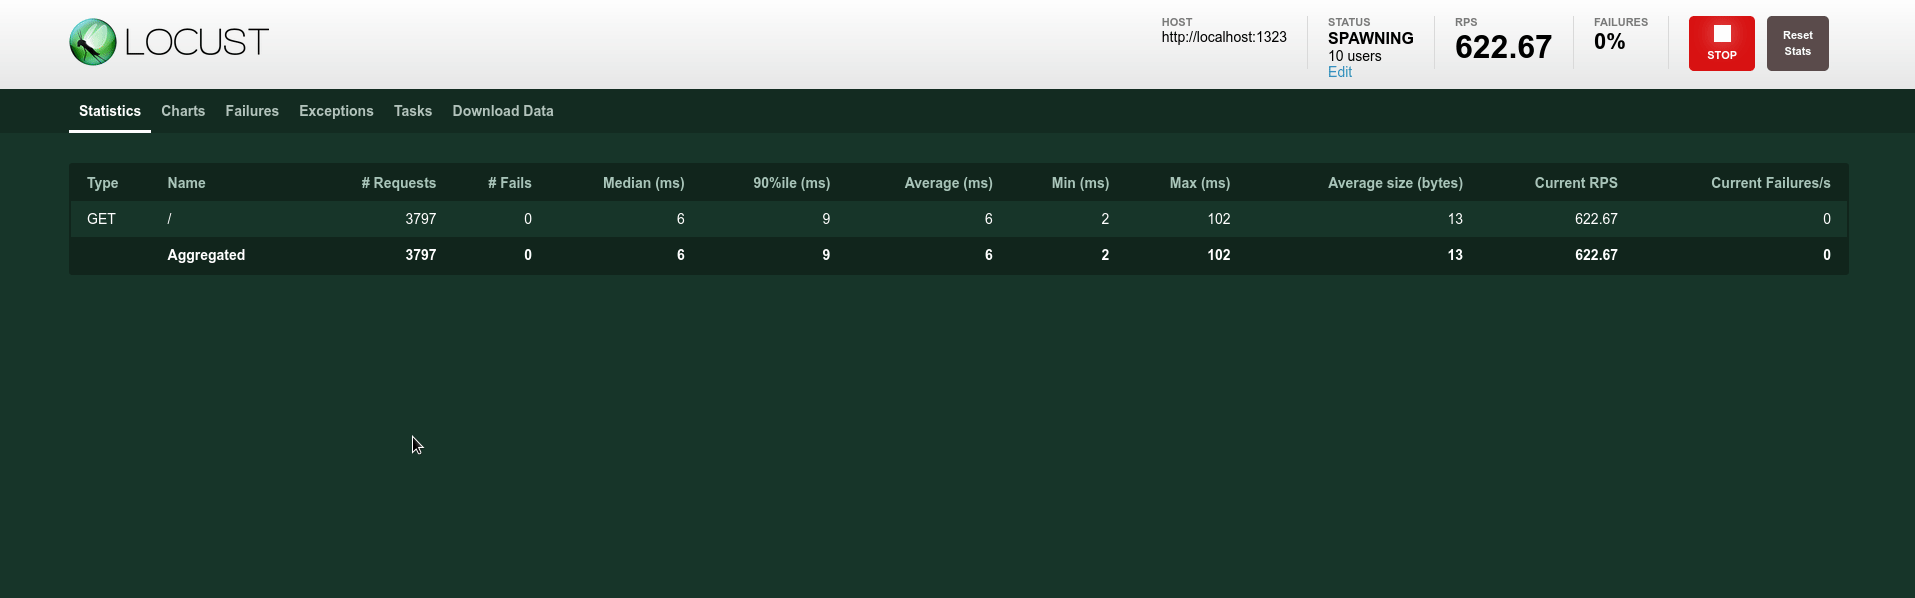 LOCUST
HOST
http://localhost:1323
STATUS
SPAWNING
10 users
Edit
RPS
622.67
FAILURES
0%
STOP
Reset
Stats
Statistics Charts Failures Exceptions Tasks Download Data
Type Name # Requests # Fails Median (ms) 90%ile (ms) Average (ms) Min (ms) Max (ms) Average size (bytes) Current RPS Current Failures/s
GET / 3797 0 6 9 6 2 102 13 622.67 0
Aggregated 3797 0 6 9 6 2 102 13 622.67 0